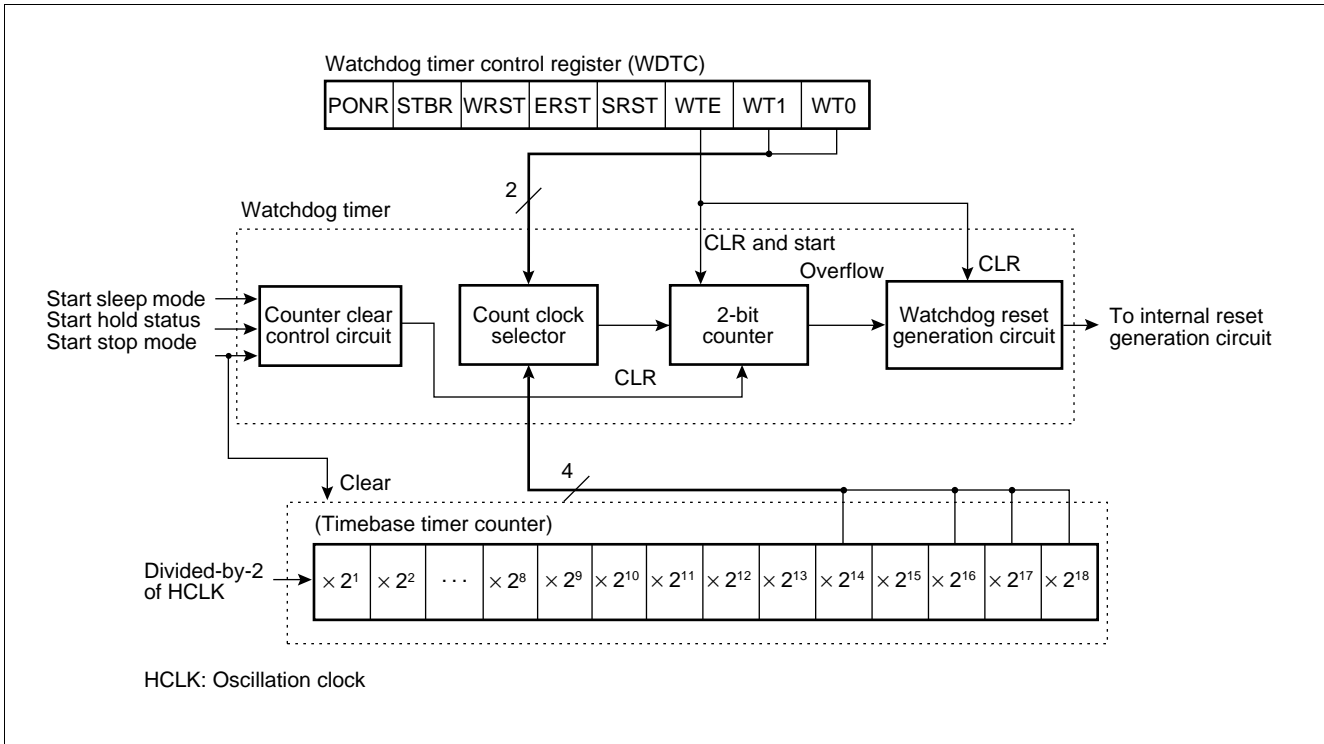 Watchdog timer control register (WDTC)
PONR STBR WRST ERST SRST WTE WT1 WT0
2
Watchdog timer
CLR and start
Overflow
CLR
Start sleep mode
Start hold status
Start stop mode
Counter clear
control circuit
Count clock
selector
2-bit
counter
Watchdog reset
generation circuit
To internal reset
generation circuit
CLR
4
Clear
(Timebase timer counter)
Divided-by-2
of HCLK
× 2¹ × 2² ··· × 2⁸ × 2⁹ × 2¹⁰ × 2¹¹ × 2¹² × 2¹³ × 2¹⁴ × 2¹⁵ × 2¹⁶ × 2¹⁷ × 2¹⁸
HCLK: Oscillation clock